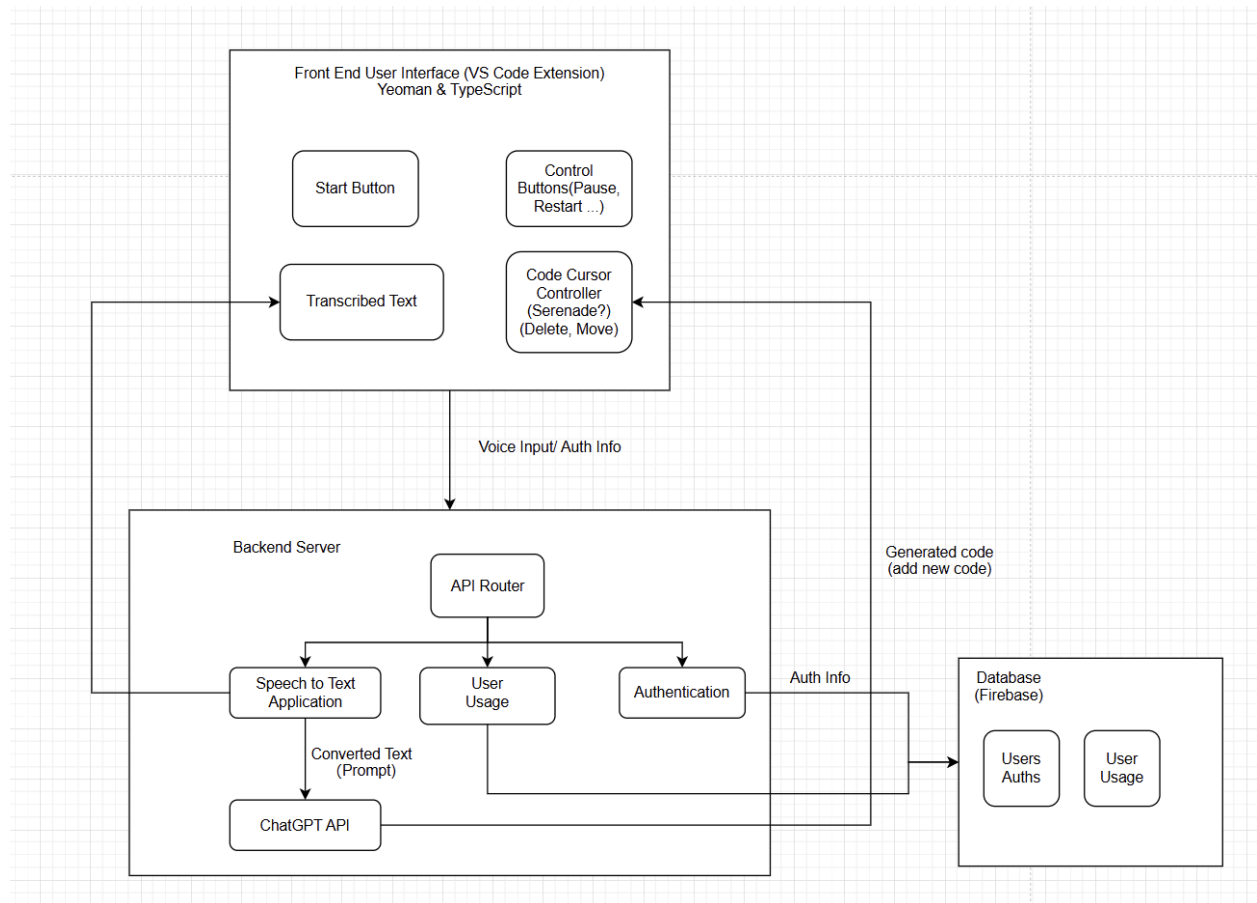 Front End User Interface (VS Code Extension)
Yeoman & TypeScript
Start Button
Control
Buttons(Pause,
Restart ...)
Transcribed Text
Code Cursor
Controller
(Serenade?)
(Delete, Move)
Voice Input/ Auth Info
Backend Server
API Router
Generated code
(add new code)
Speech to Text
Application
User
Usage
Authentication
Auth Info
Database
(Firebase)
Converted Text
(Prompt)
Users
Auths
User
Usage
ChatGPT API